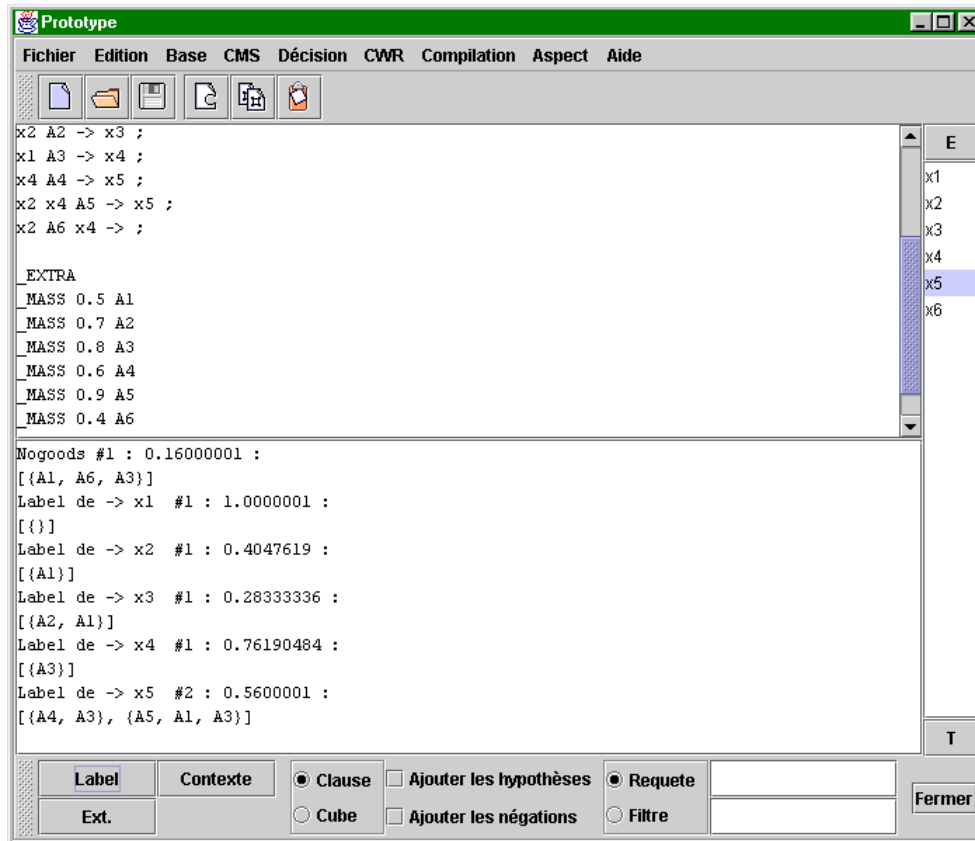 Prototype
Fichier Edition Base CMS Décision CWR Compilation Aspect Aide
x2 A2 -> x3 ;
x1 A3 -> x4 ;
x4 A4 -> x5 ;
x2 x4 A5 -> x5 ;
x2 A6 x4 -> ;
_EXTRA
_MASS 0.5 A1
_MASS 0.7 A2
_MASS 0.8 A3
_MASS 0.6 A4
_MASS 0.9 A5
_MASS 0.4 A6
E
x1
x2
x3
x4
x5
x6
T
Nogoods #1 : 0.16000001 :
[{A1, A6, A3}]
Label de -> x1 #1 : 1.0000001 :
[{}]
Label de -> x2 #1 : 0.4047619 :
[{A1}]
Label de -> x3 #1 : 0.28333336 :
[{A2, A1}]
Label de -> x4 #1 : 0.76190484 :
[{A3}]
Label de -> x5 #2 : 0.5600001 :
[{A4, A3}, {A5, A1, A3}]
Label Contexte Clause Ajouter les hypothèses Requete
Ext. Cube Ajouter les négations Filtre
Fermer